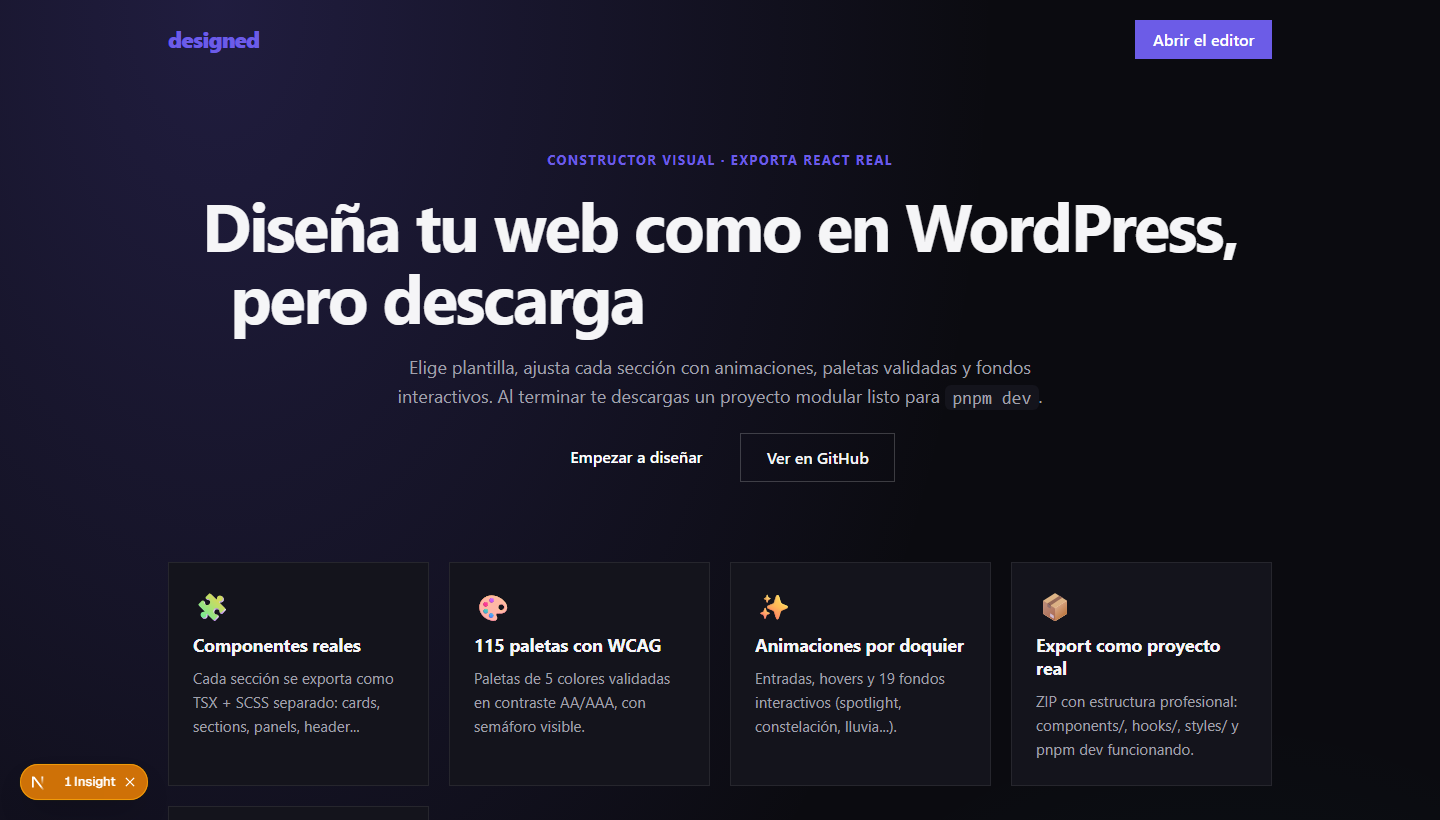 designed
Abrir el editor
CONSTRUCTOR VISUAL · EXPORTA REACT REAL
Diseña tu web como en WordPress,
pero descarga
Elige plantilla, ajusta cada sección con animaciones, paletas validadas y fondos
interactivos. Al terminar te descargas un proyecto modular listo para pnpm dev.
Empezar a diseñar
Ver en GitHub
Componentes reales
Cada sección se exporta como
TSX + SCSS separado: cards,
sections, panels, header...
115 paletas con WCAG
Paletas de 5 colores validadas
en contraste AA/AAA, con
semáforo visible.
Animaciones por doquier
Entradas, hovers y 19 fondos
interactivos (spotlight,
constelación, lluvia...).
Export como proyecto
real
ZIP con estructura profesional:
components/, hooks/, styles/ y
pnpm dev funcionando.
N
1 Insight